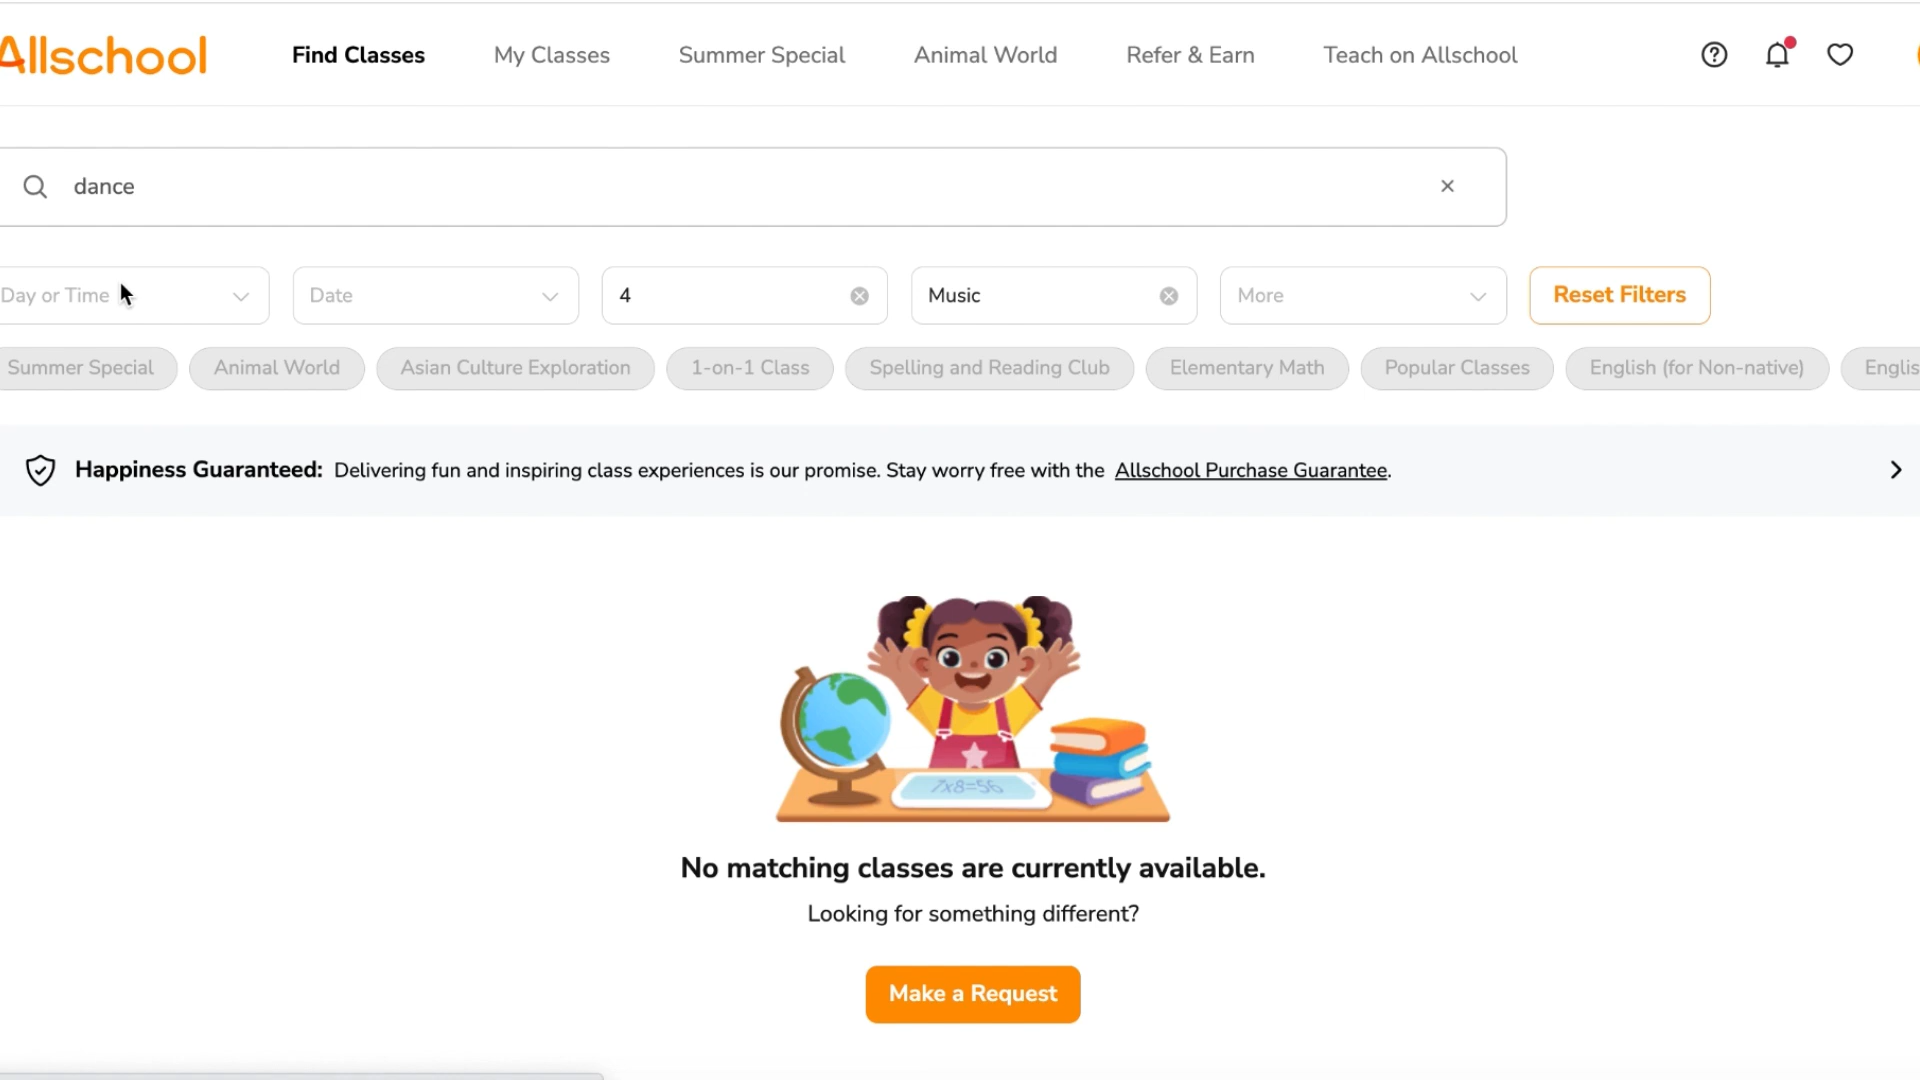 Allschool Find Classes My Classes Summer Special Animal World Refer & Earn Teach on Allschool
dance
Day or Time Date 4 Music More Reset Filters
Summer Special Animal World Asian Culture Exploration 1-on-1 Class Spelling and Reading Club Elementary Math Popular Classes English (for Non-native) Englis
Happiness Guaranteed: Delivering fun and inspiring class experiences is our promise. Stay worry free with the Allschool Purchase Guarantee.
7x8=56
No matching classes are currently available.
Looking for something different?
Make a Request